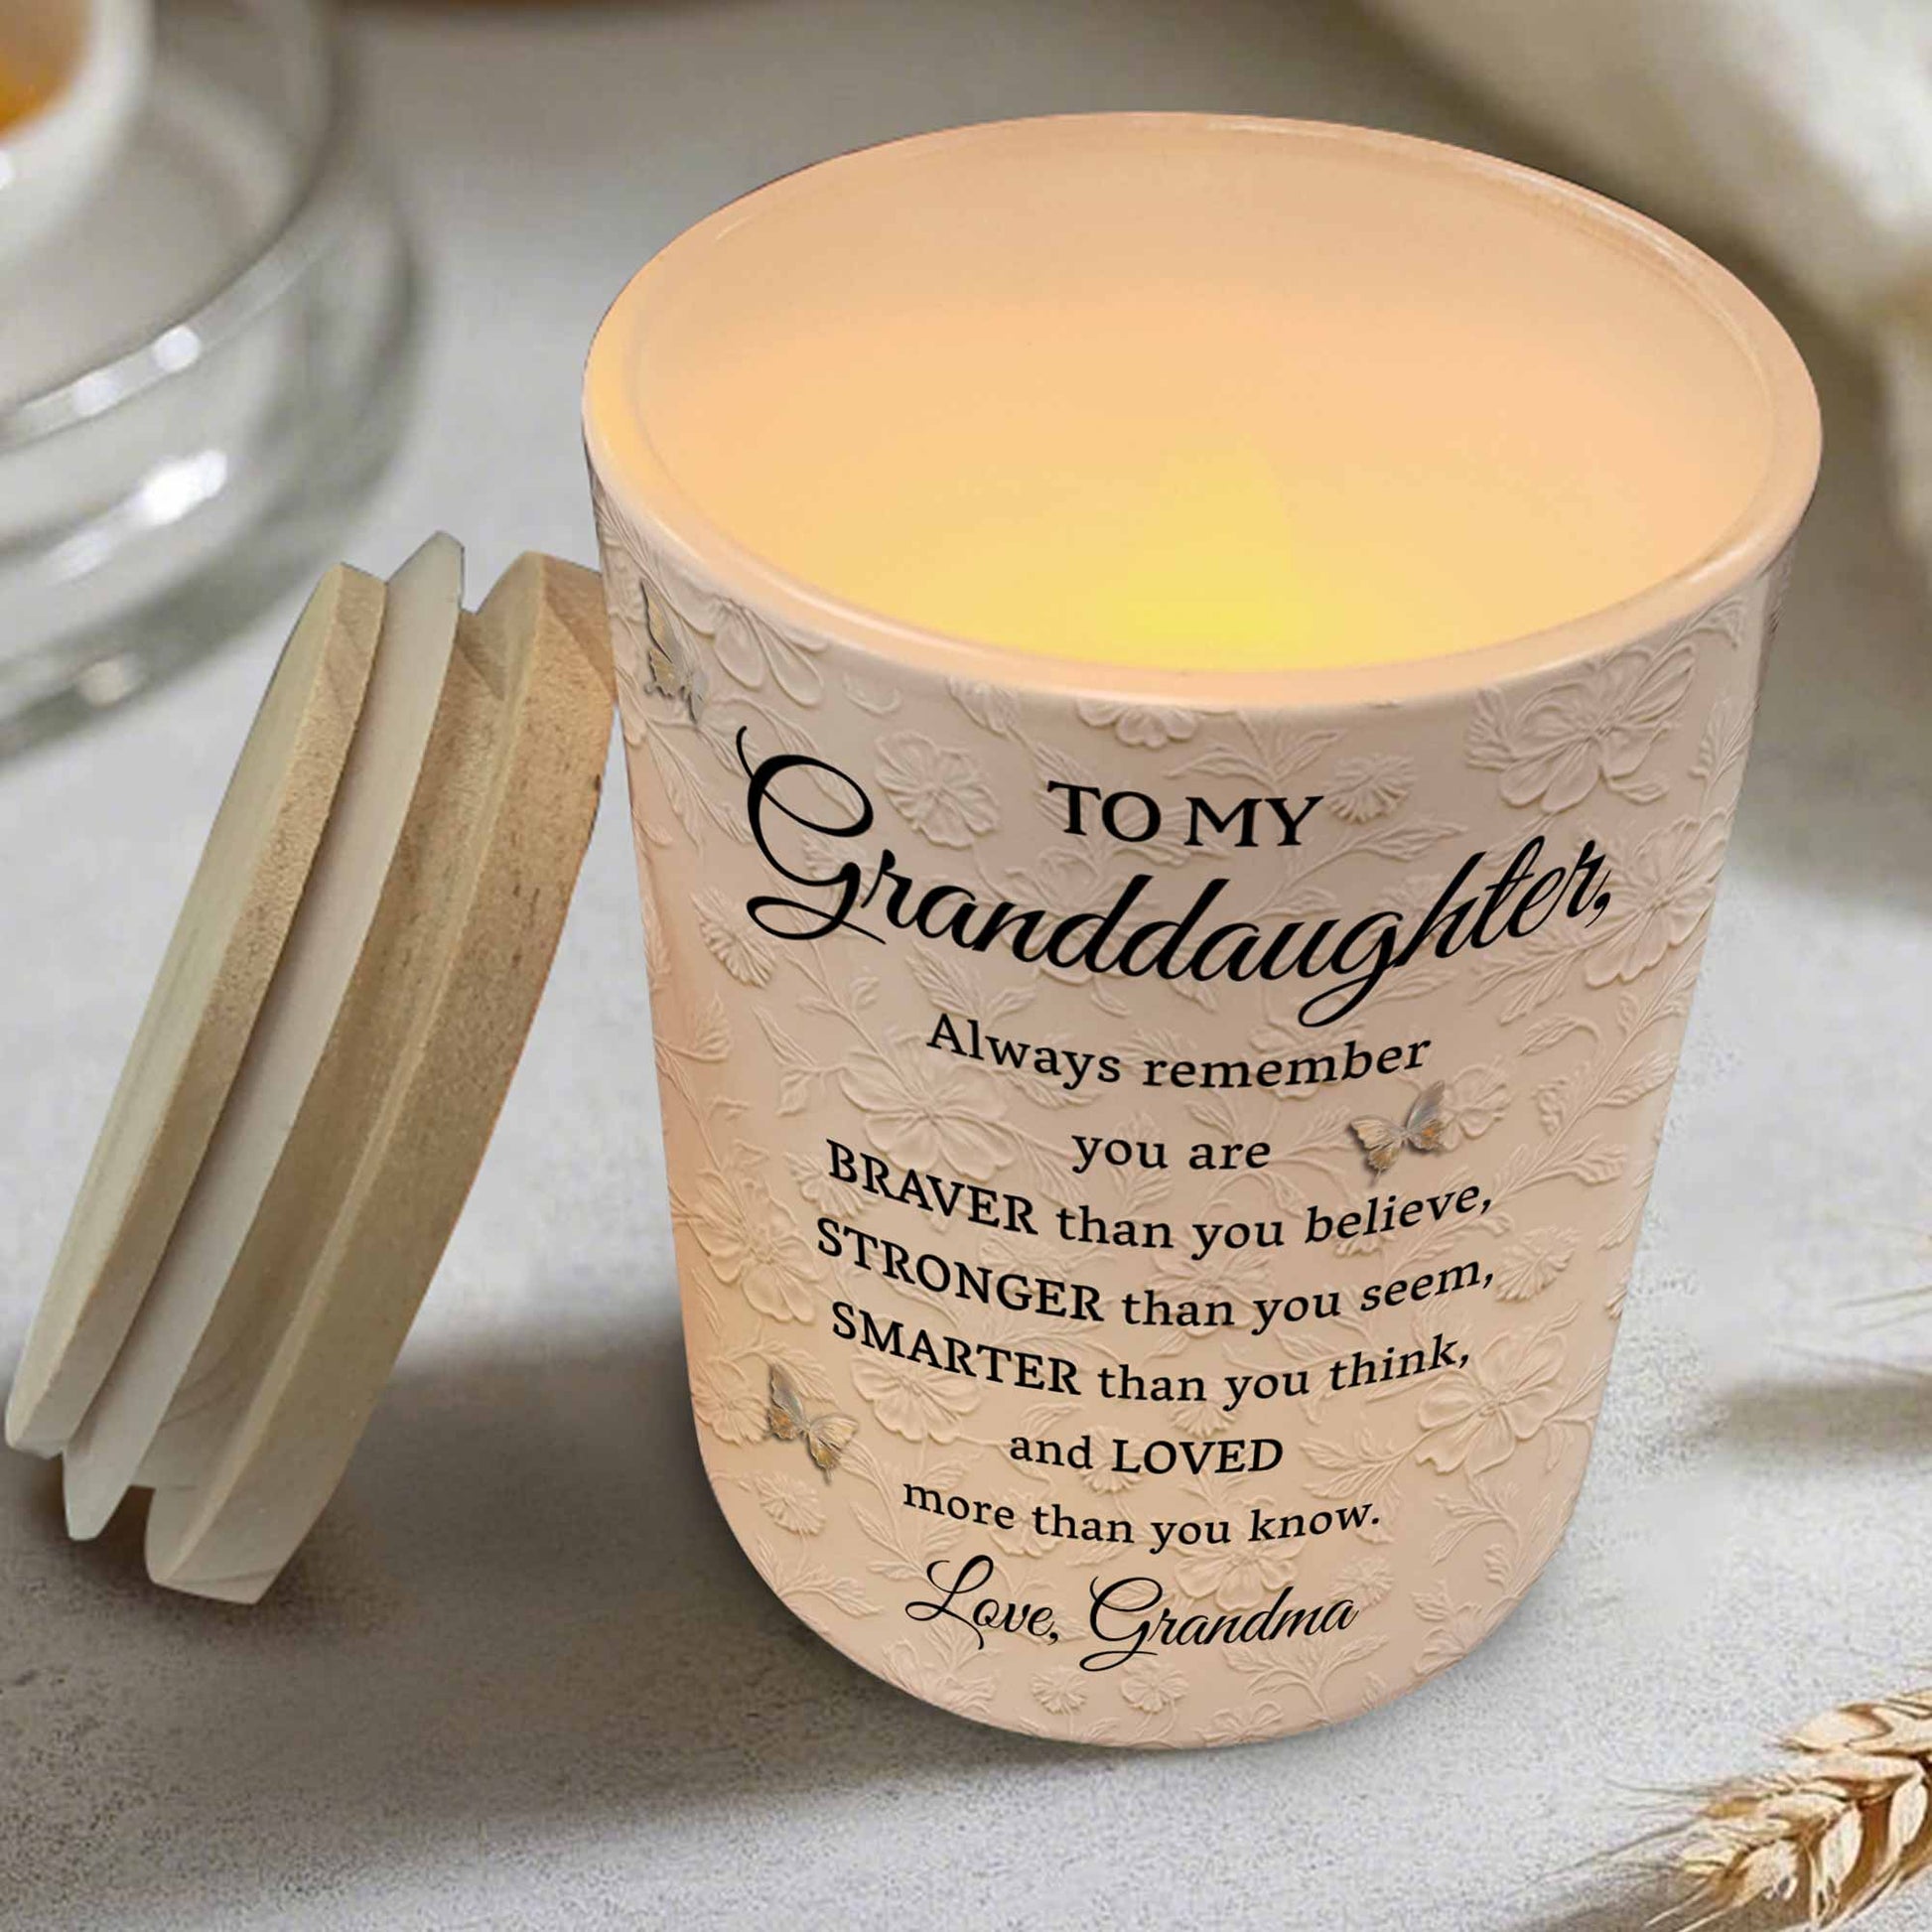 TO MY
Granddaughter,
Always remember
you are
BRAVER than you believe,
STRONGER than you seem,
SMARTER than you think,
and LOVED
more than you know.
Love, Grandma